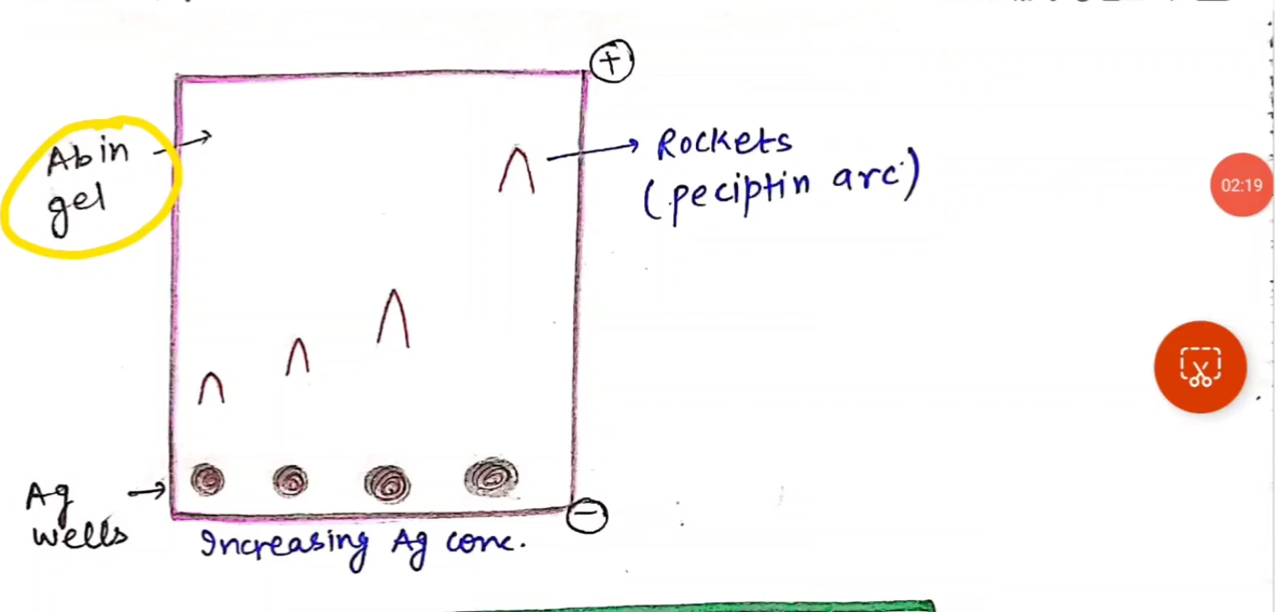 +
Ab in
gel
Rockets
(peciptin arc)
02:19
Ag
wells
−
Increasing Ag conc.